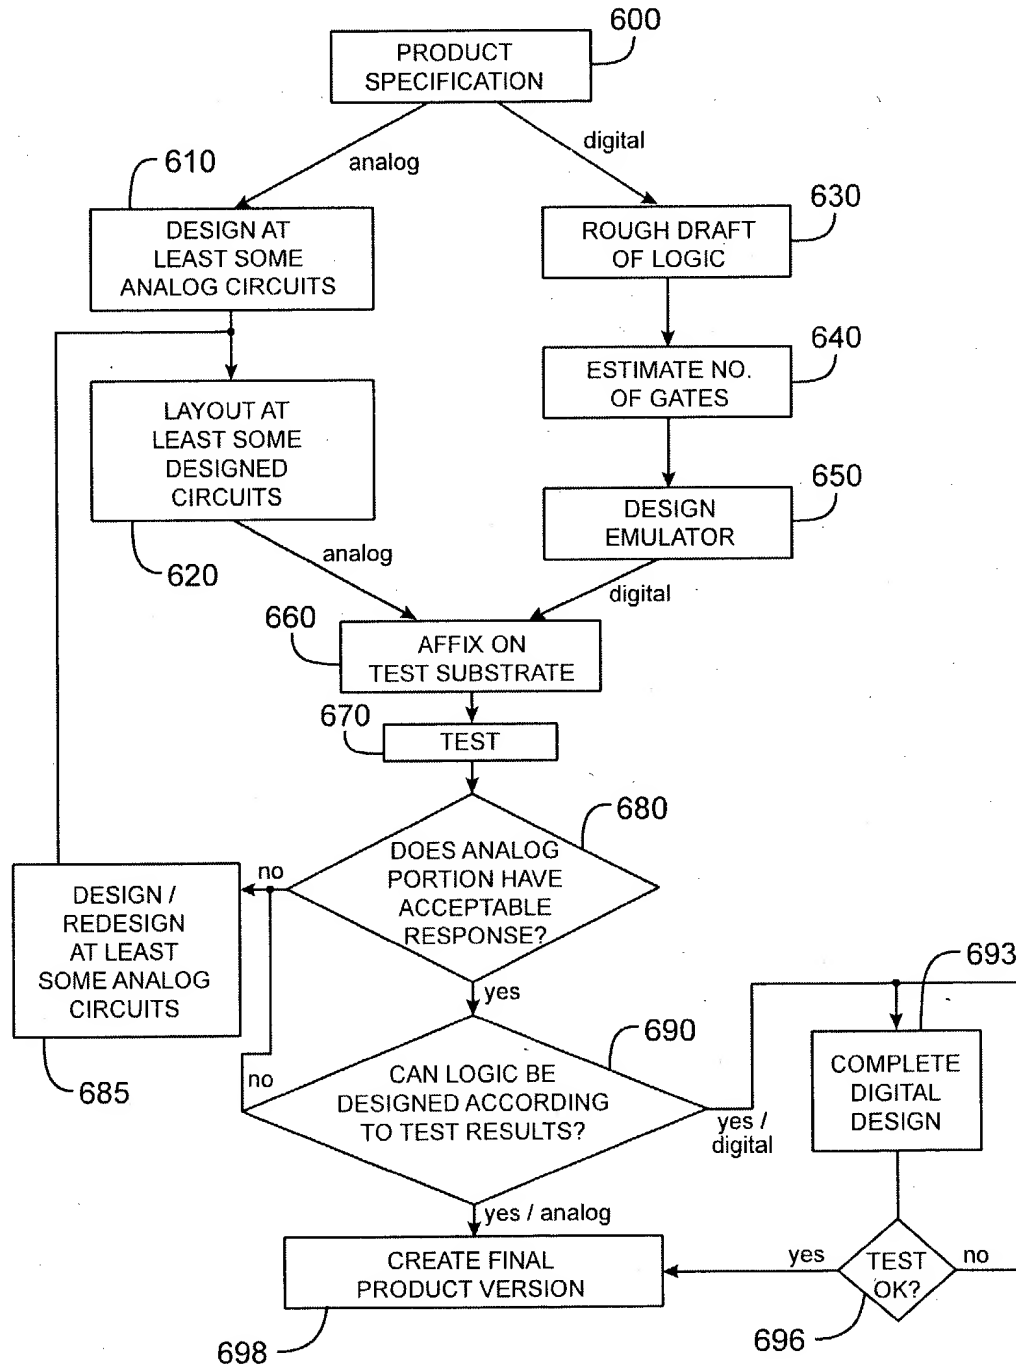 600
PRODUCT
SPECIFICATION
analog
digital
610
DESIGN AT
LEAST SOME
ANALOG CIRCUITS
630
ROUGH DRAFT
OF LOGIC
640
ESTIMATE NO.
OF GATES
LAYOUT AT
LEAST SOME
DESIGNED
CIRCUITS
620
650
DESIGN
EMULATOR
analog
digital
660
AFFIX ON
TEST SUBSTRATE
670
TEST
680
DOES ANALOG
PORTION HAVE
ACCEPTABLE
RESPONSE?
no
DESIGN /
REDESIGN
AT LEAST
SOME ANALOG
CIRCUITS
685
yes
690
CAN LOGIC BE
DESIGNED ACCORDING
TO TEST RESULTS?
no
yes /
digital
693
COMPLETE
DIGITAL
DESIGN
yes / analog
CREATE FINAL
PRODUCT VERSION
698
yes
TEST
OK?
no
696